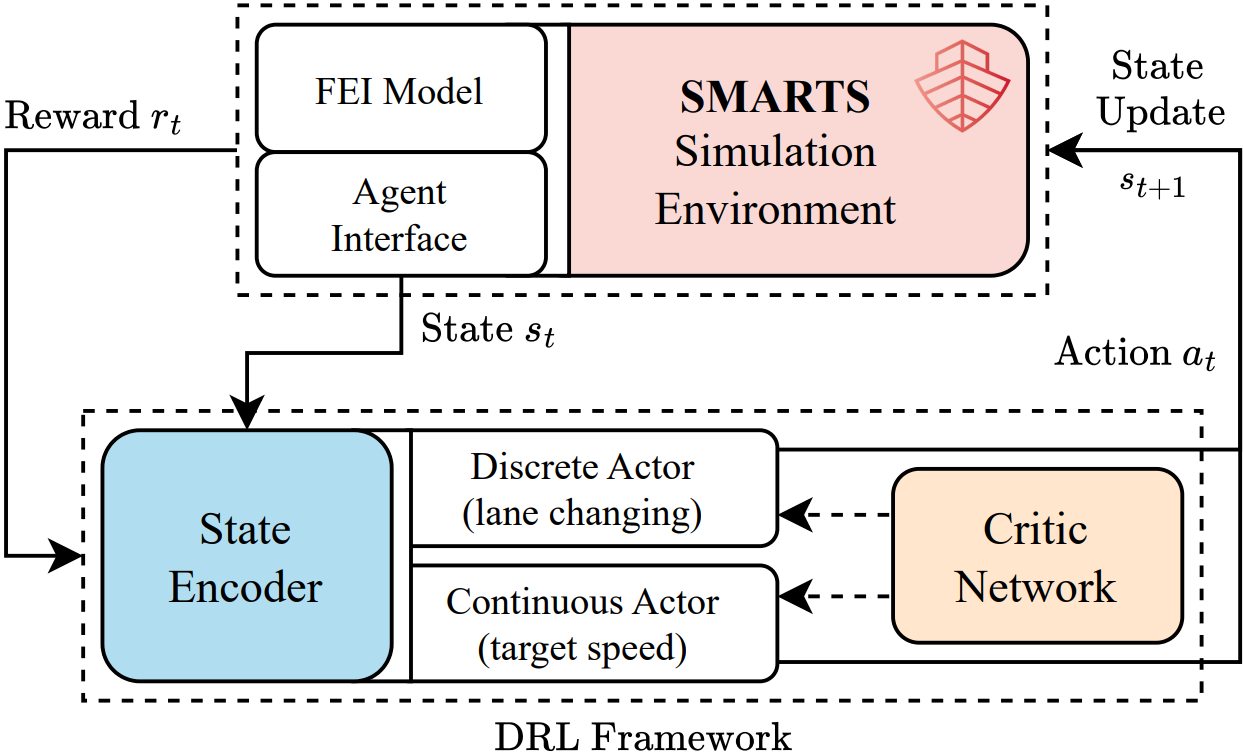 FEI Model
SMARTS
Simulation
Environment
State
Update
Reward r_t
Agent
Interface
s_{t+1}
State s_t
Action a_t
Discrete Actor
(lane changing)
State
Encoder
Critic
Network
Continuous Actor
(target speed)
DRL Framework